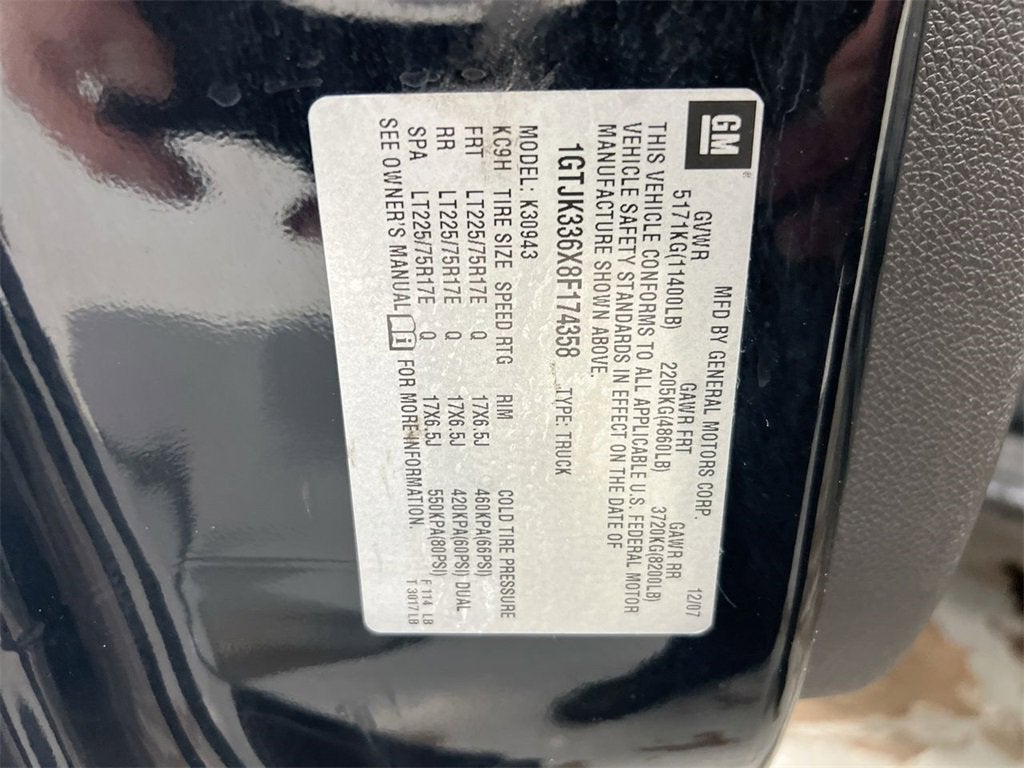 GM
MFD BY GENERAL MOTORS CORP. 12/07
GVWR GAWR FRT GAWR RR
5171KG(11400LB) 2205KG(4860LB) 3720KG(8200LB)
THIS VEHICLE CONFORMS TO ALL APPLICABLE U.S. FEDERAL MOTOR
VEHICLE SAFETY STANDARDS IN EFFECT ON THE DATE OF
MANUFACTURE SHOWN ABOVE.
1GTJK336X8F174358 TYPE: TRUCK
MODEL: K30943
KC9H TIRE SIZE SPEED RTG RIM COLD TIRE PRESSURE
FRT LT225/75R17E Q 17X6.5J 460KPA(66PSI)
RR LT225/75R17E Q 17X6.5J 420KPA(60PSI) DUAL
SPA LT225/75R17E Q 17X6.5J 550KPA(80PSI)
SEE OWNER'S MANUAL i FOR MORE INFORMATION. F 114 LB
T 3017 LB